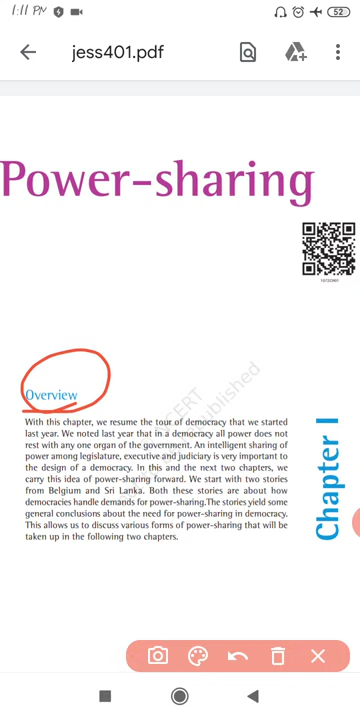 1:11 PM
52
jess401.pdf
Power-sharing
Overview
With this chapter, we resume the tour of democracy that we started
last year. We noted last year that in a democracy all power does not
rest with any one organ of the government. An intelligent sharing of
power among legislature, executive and judiciary is very important to
the design of a democracy. In this and the next two chapters, we
carry this idea of power-sharing forward. We start with two stories
from Belgium and Sri Lanka. Both these stories are about how
democracies handle demands for power-sharing.The stories yield some
general conclusions about the need for power-sharing in democracy.
This allows us to discuss various forms of power-sharing that will be
taken up in the following two chapters.
Chapter I